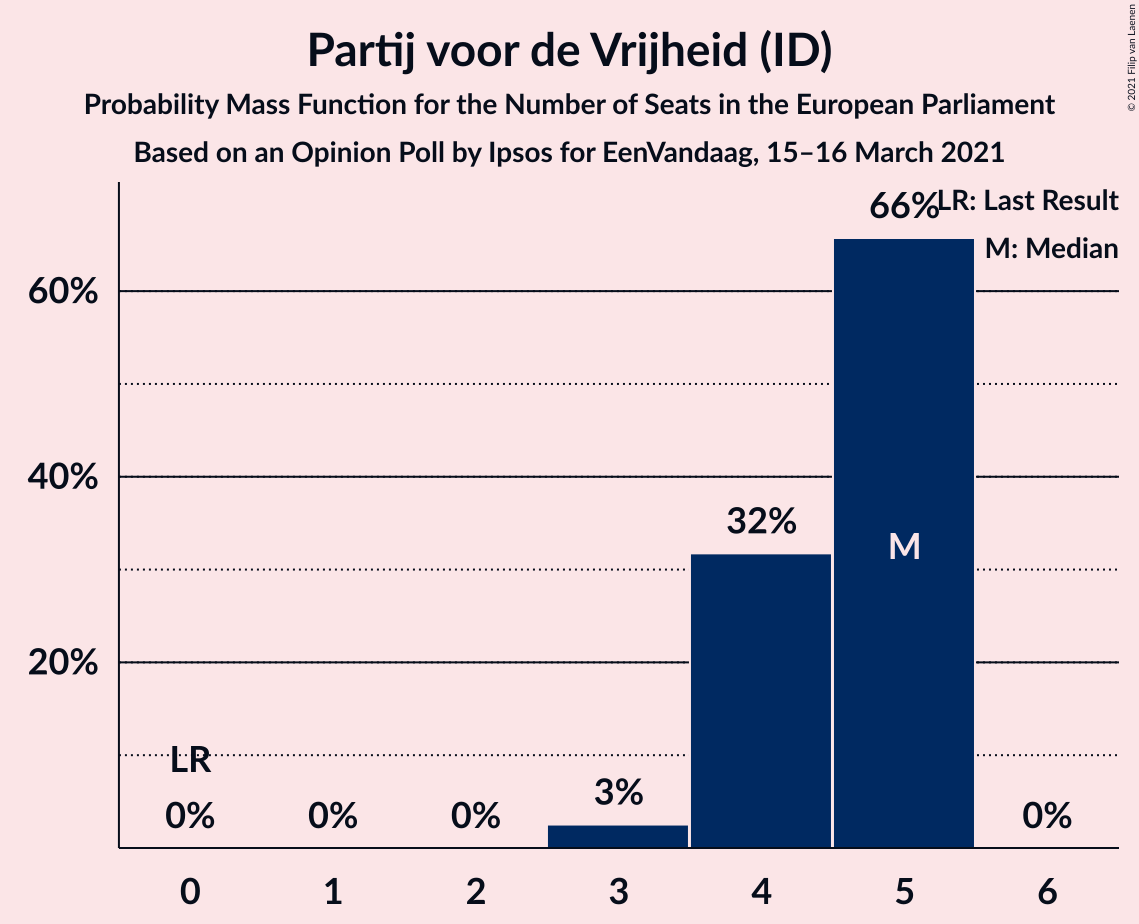 Partij voor de Vrijheid (ID)
Probability Mass Function for the Number of Seats in the European Parliament
Based on an Opinion Poll by Ipsos for EenVandaag, 15–16 March 2021
© 2021 Filip van Laenen
LR: Last Result
M: Median
66%
60%
40%
32%
M
20%
LR
0%
0%
0%
3%
0%
0
1
2
3
4
5
6